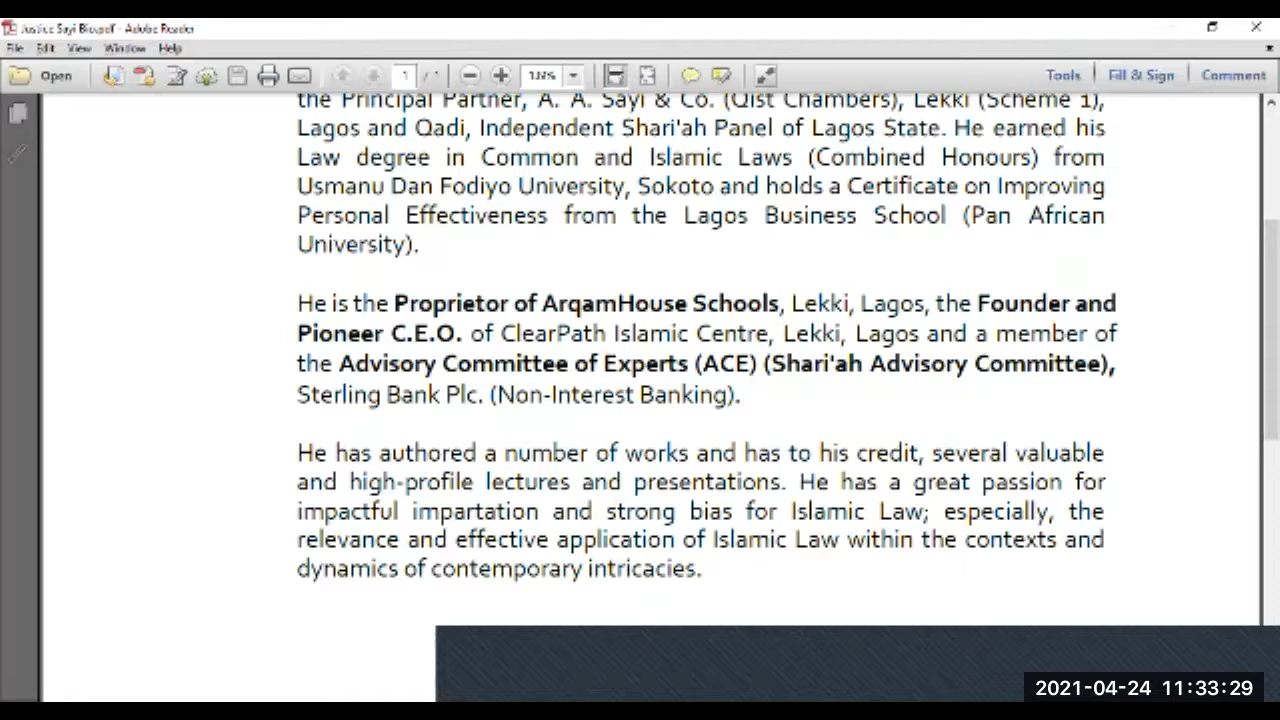 Justice Sayi Bio.pdf - Adobe Reader
File Edit View Window Help
Open 1 / 1 Tools Fill & Sign Comment
the Principal Partner, A. A. Sayi & Co. (Qist Chambers), Lekki (Scheme 1),
Lagos and Qadi, Independent Shari'ah Panel of Lagos State. He earned his
Law degree in Common and Islamic Laws (Combined Honours) from
Usmanu Dan Fodiyo University, Sokoto and holds a Certificate on Improving
Personal Effectiveness from the Lagos Business School (Pan African
University).
He is the Proprietor of ArqamHouse Schools, Lekki, Lagos, the Founder and
Pioneer C.E.O. of ClearPath Islamic Centre, Lekki, Lagos and a member of
the Advisory Committee of Experts (ACE) (Shari'ah Advisory Committee),
Sterling Bank Plc. (Non-Interest Banking).
He has authored a number of works and has to his credit, several valuable
and high-profile lectures and presentations. He has a great passion for
impactful impartation and strong bias for Islamic Law; especially, the
relevance and effective application of Islamic Law within the contexts and
dynamics of contemporary intricacies.
2021-04-24 11:33:29